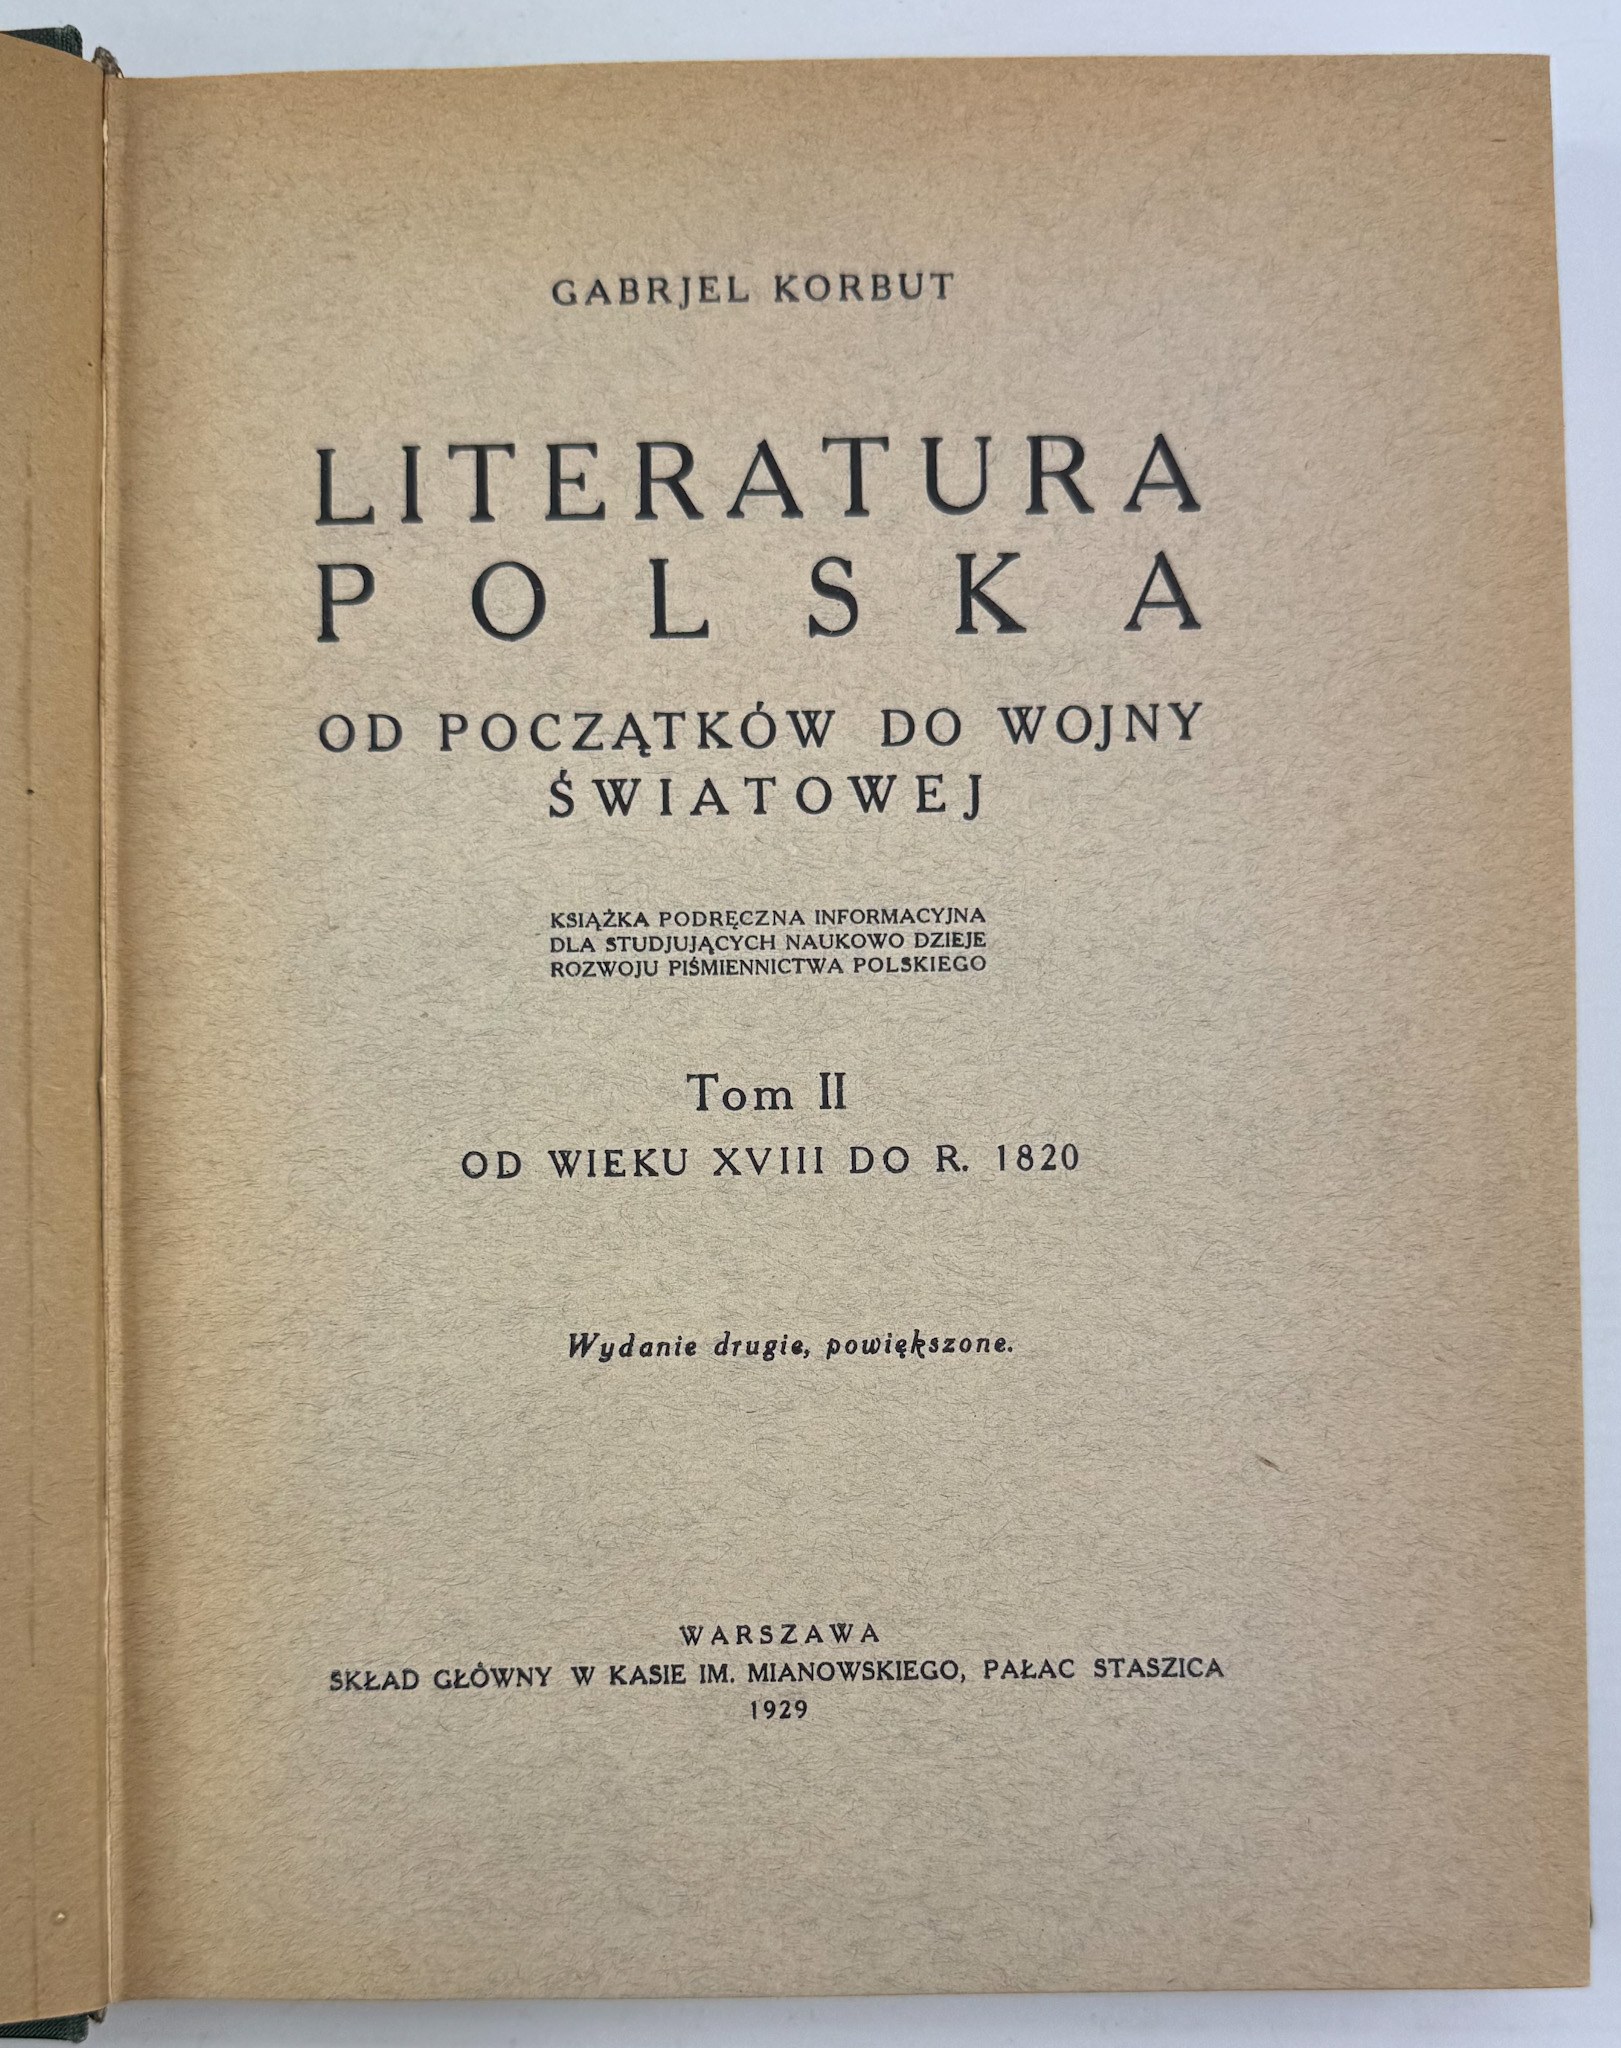 GABRJEL KORBUT
LITERATURA
POLSKA
OD POCZĄTKÓW DO WOJNY
ŚWIATOWEJ
KSIĄŻKA PODRĘCZNA INFORMACYJNA
DLA STUDJUJĄCYCH NAUKOWO DZIEJE
ROZWOJU PIŚMIENNICTWA POLSKIEGO
Tom II
OD WIEKU XVIII DO R. 1820
Wydanie drugie, powiększone.
WARSZAWA
SKŁAD GŁÓWNY W KASIE IM. MIANOWSKIEGO, PAŁAC STASZICA
1929